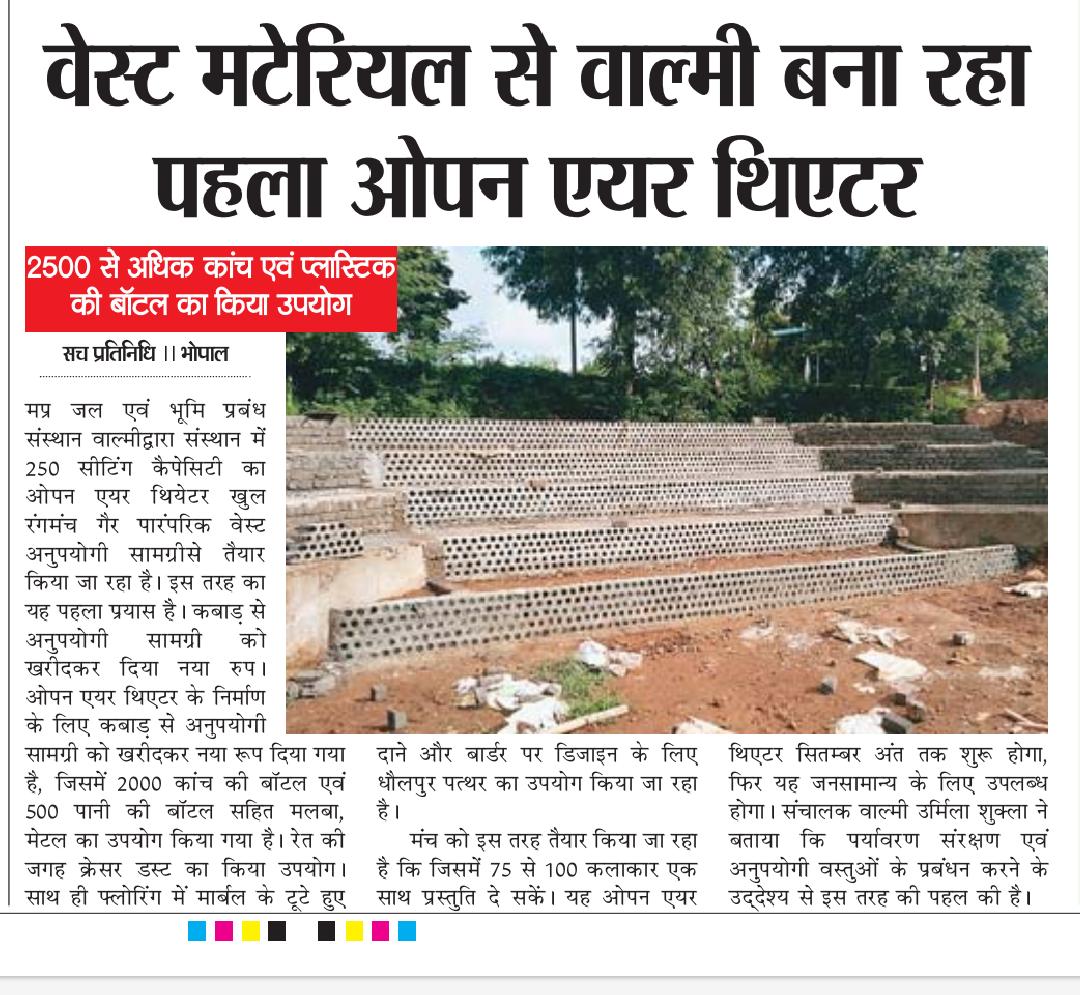 वेस्ट मटेरियल से वाल्मी बना रहा
पहला ओपन एयर थिएटर
2500 से अधिक कांच एवं प्लास्टिक
की बॉटल का किया उपयोग
सच प्रतिनिधि || भोपाल
मप्र जल एवं भूमि प्रबंध
संस्थान वाल्मीद्वारा संस्थान में
250 सीटिंग कैपेसिटी का
ओपन एयर थियेटर खुल
रंगमंच गैर पारंपरिक वेस्ट
अनुपयोगी सामग्रीसे तैयार
किया जा रहा है। इस तरह का
यह पहला प्रयास है। कबाड़ से
अनुपयोगी सामग्री को
खरीदकर दिया नया रुप।
ओपन एयर थिएटर के निर्माण
के लिए कबाड़ से अनुपयोगी
सामग्री को खरीदकर नया रूप दिया गया
है, जिसमें 2000 कांच की बॉटल एवं
500 पानी की बॉटल सहित मलबा,
मेटल का उपयोग किया गया है। रेत की
जगह क्रेसर डस्ट का किया उपयोग।
साथ ही फ्लोरिंग में मार्बल के टूटे हुए
दाने और बार्डर पर डिजाइन के लिए
धौलपुर पत्थर का उपयोग किया जा रहा
है।
मंच को इस तरह तैयार किया जा रहा
है कि जिसमें 75 से 100 कलाकार एक
साथ प्रस्तुति दे सकें। यह ओपन एयर
थिएटर सितम्बर अंत तक शुरू होगा,
फिर यह जनसामान्य के लिए उपलब्ध
होगा। संचालक वाल्मी उर्मिला शुक्ला ने
बताया कि पर्यावरण संरक्षण एवं
अनुपयोगी वस्तुओं के प्रबंधन करने के
उद्देश्य से इस तरह की पहल की है।